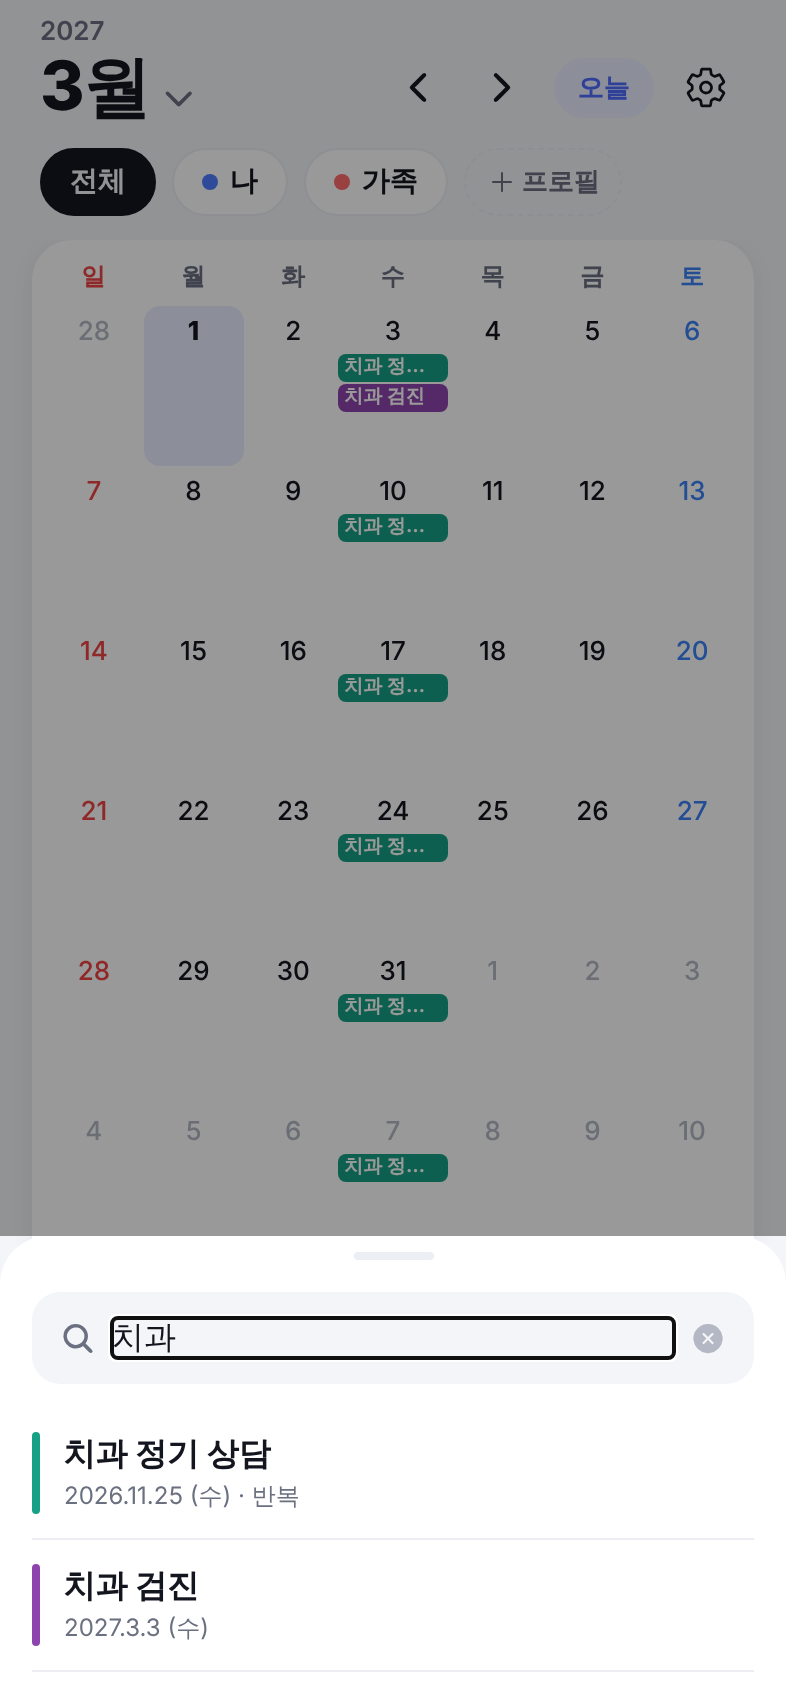 2027
3월
오늘
전체 나 가족 + 프로필
일 월 화 수 목 금 토
28 1 2 3 4 5 6
치과 정...
치과 검진
7 8 9 10 11 12 13
치과 정...
14 15 16 17 18 19 20
치과 정...
21 22 23 24 25 26 27
치과 정...
28 29 30 31 1 2 3
치과 정...
4 5 6 7 8 9 10
치과 정...
치과
치과 정기 상담
2026.11.25 (수) · 반복
치과 검진
2027.3.3 (수)